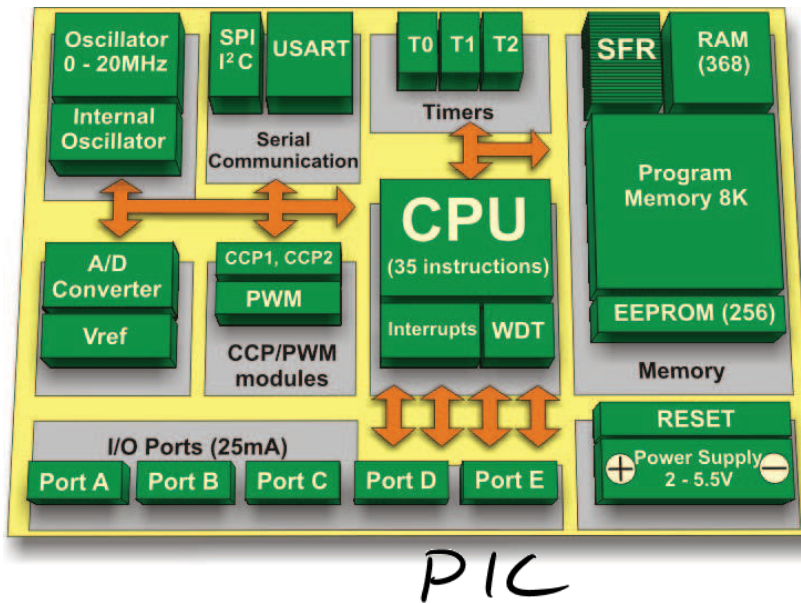 Oscillator
0 - 20MHz
Internal
Oscillator
SPI
I²C
USART
Serial
Communication
T0
T1
T2
Timers
SFR
RAM
(368)
Program
Memory 8K
EEPROM (256)
Memory
CPU
(35 instructions)
Interrupts
WDT
A/D
Converter
Vref
CCP1, CCP2
PWM
CCP/PWM
modules
I/O Ports (25mA)
Port A
Port B
Port C
Port D
Port E
RESET
+
Power Supply
2 - 5.5V
−
PIC